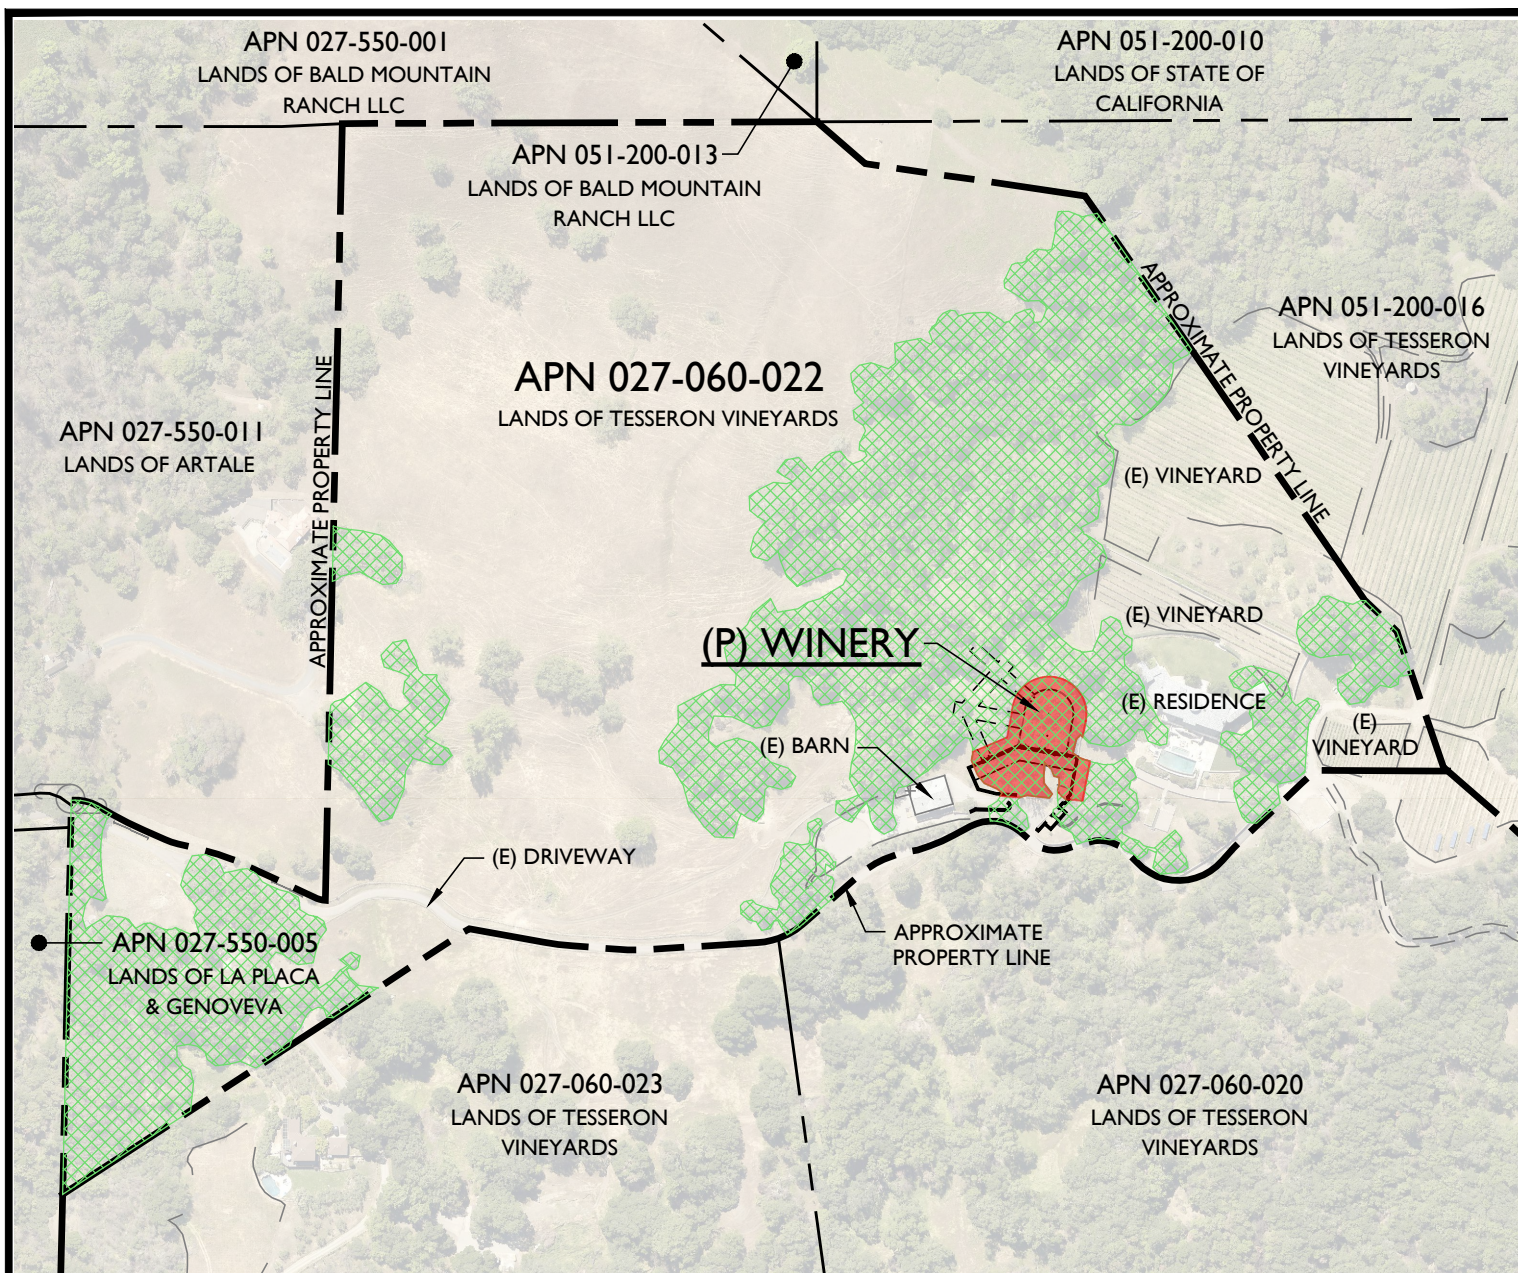 APN 027-550-001
LANDS OF BALD MOUNTAIN
RANCH LLC
APN 051-200-010
LANDS OF STATE OF
CALIFORNIA
APN 051-200-013
LANDS OF BALD MOUNTAIN
RANCH LLC
APPROXIMATE PROPERTY LINE
APN 051-200-016
LANDS OF TESSERON
VINEYARDS
APN 027-060-022
LANDS OF TESSERON VINEYARDS
APN 027-550-011
LANDS OF ARTALE
APPROXIMATE PROPERTY LINE
(E) VINEYARD
(E) VINEYARD
(P) WINERY
(E) RESIDENCE
(E)
VINEYARD
(E) BARN
(E) DRIVEWAY
APN 027-550-005
LANDS OF LA PLACA
& GENOVEVA
APPROXIMATE
PROPERTY LINE
APN 027-060-023
LANDS OF TESSERON
VINEYARDS
APN 027-060-020
LANDS OF TESSERON
VINEYARDS